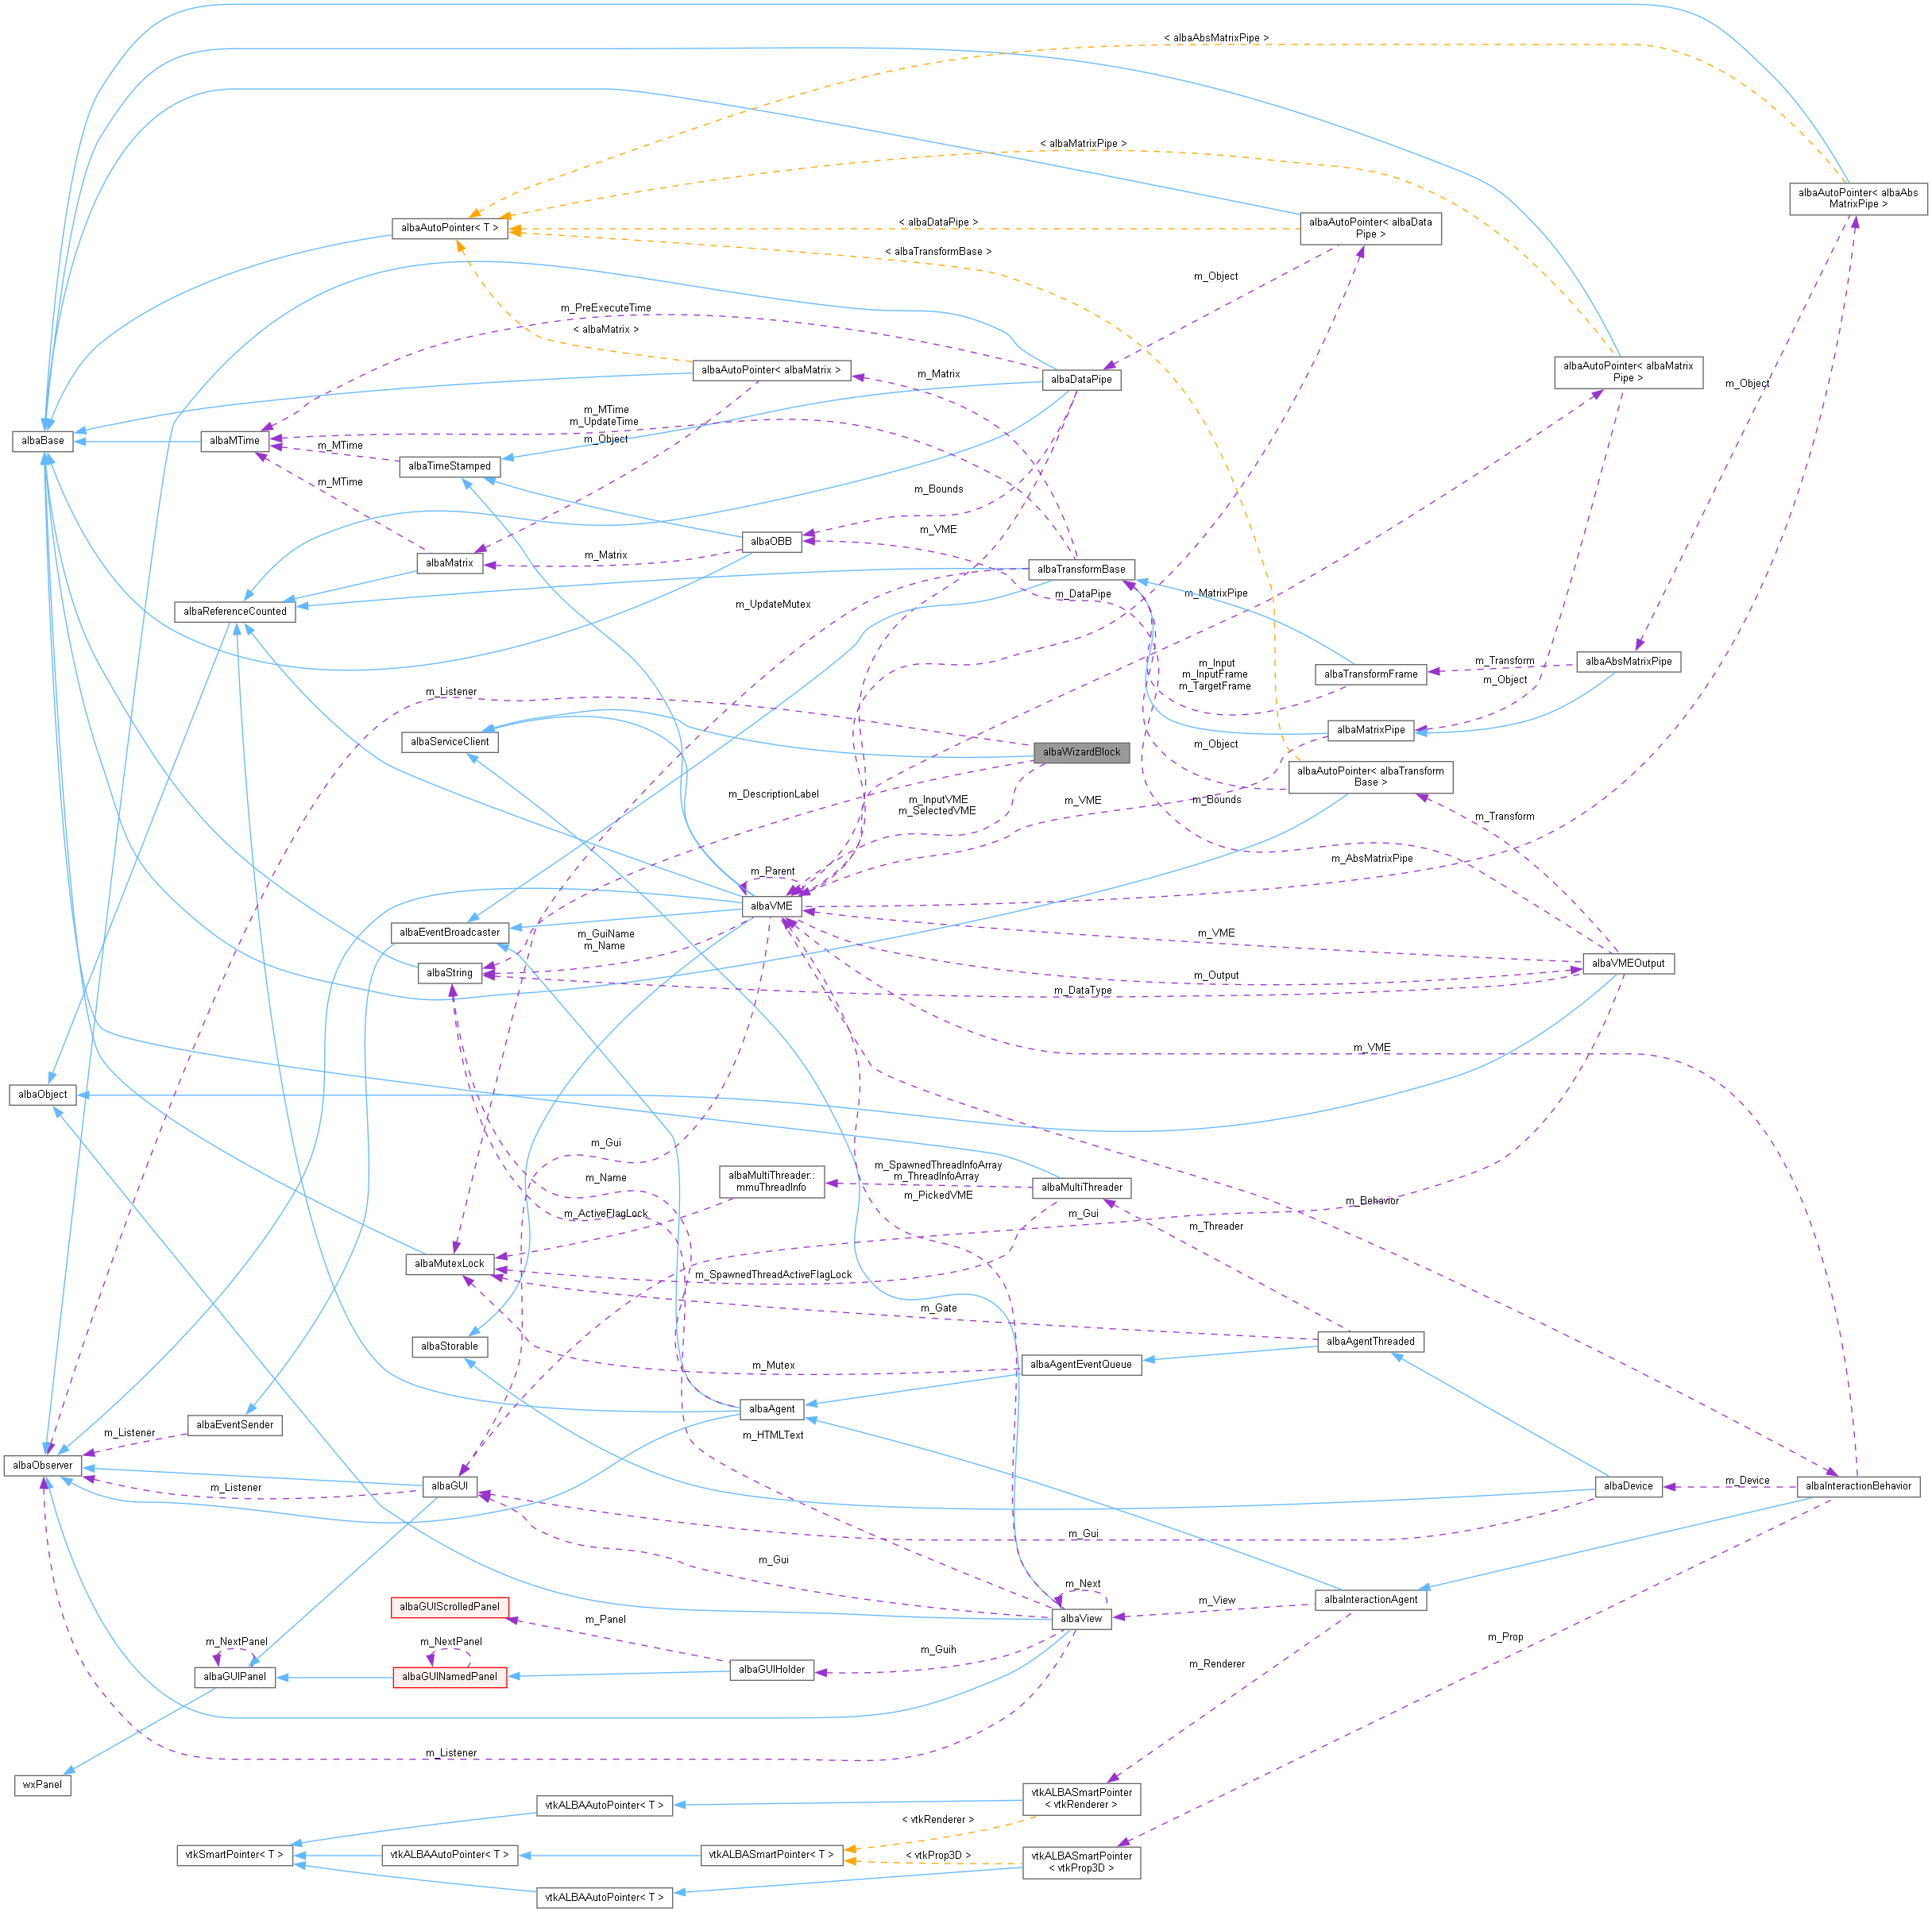 < albaAbsMatrixPipe >
< albaMatrixPipe >
albaAutoPointer< albaAbs
MatrixPipe >
albaAutoPointer< T >
< albaDataPipe >
albaAutoPointer< albaData
Pipe >
< albaTransformBase >
m_Object
m_PreExecuteTime
< albaMatrix >
albaAutoPointer< albaMatrix >
m_Matrix
albaDataPipe
albaAutoPointer< albaMatrix
Pipe >
m_Object
m_MTime
m_UpdateTime
m_Object
albaBase
albaMTime
m_MTime
albaTimeStamped
m_MTime
m_Bounds
m_VME
albaOBB
m_Matrix
albaMatrix
albaTransformBase
albaReferenceCounted
m_UpdateMutex
m_DataPipe
m_MatrixPipe
m_Input
m_InputFrame
m_TargetFrame
albaTransformFrame
m_Transform
m_Object
albaAbsMatrixPipe
m_Listener
albaServiceClient
albaWizardBlock
albaMatrixPipe
m_Object
albaAutoPointer< albaTransform
Base >
m_DescriptionLabel
m_InputVME
m_SelectedVME
m_VME
m_Bounds
m_Transform
m_AbsMatrixPipe
m_Parent
albaVME
albaEventBroadcaster
m_GuiName
m_Name
albaString
m_VME
albaVMEOutput
m_Output
m_DataType
m_VME
albaObject
m_Gui
m_Name
albaMultiThreader::
mmuThreadInfo
m_SpawnedThreadInfoArray
m_ThreadInfoArray
albaMultiThreader
m_PickedVME
m_Behavior
m_ActiveFlagLock
m_Gui
m_Threader
albaMutexLock
m_SpawnedThreadActiveFlagLock
m_Gate
albaStorable
albaAgentThreaded
m_Mutex
albaAgentEventQueue
albaAgent
albaEventSender
m_Listener
m_HTMLText
albaObserver
m_Listener
albaGUI
albaDevice
m_Device
albaInteractionBehavior
m_Gui
m_Gui
m_Next
albaGUIScrolledPanel
m_Panel
albaView
m_View
albaInteractionAgent
m_NextPanel
m_NextPanel
m_Guih
m_Prop
albaGUIPanel
albaGUINamedPanel
albaGUIHolder
m_Renderer
m_Listener
wxPanel
vtkALBAAutoPointer< T >
vtkALBASmartPointer
< vtkRenderer >
< vtkRenderer >
vtkSmartPointer< T >
vtkALBAAutoPointer< T >
vtkALBASmartPointer< T >
< vtkProp3D >
vtkALBASmartPointer
< vtkProp3D >
vtkALBAAutoPointer< T >